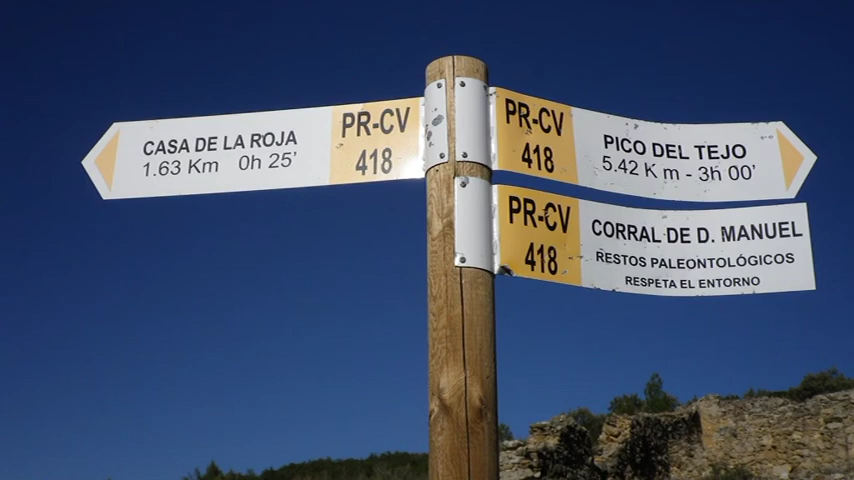 CASA DE LA ROJA
1.63 Km 0h 25'
PR-CV
418
PR-CV
418
PICO DEL TEJO
5.42 K m - 3h 00'
PR-CV
418
CORRAL DE D. MANUEL
RESTOS PALEONTOLÓGICOS
RESPETA EL ENTORNO